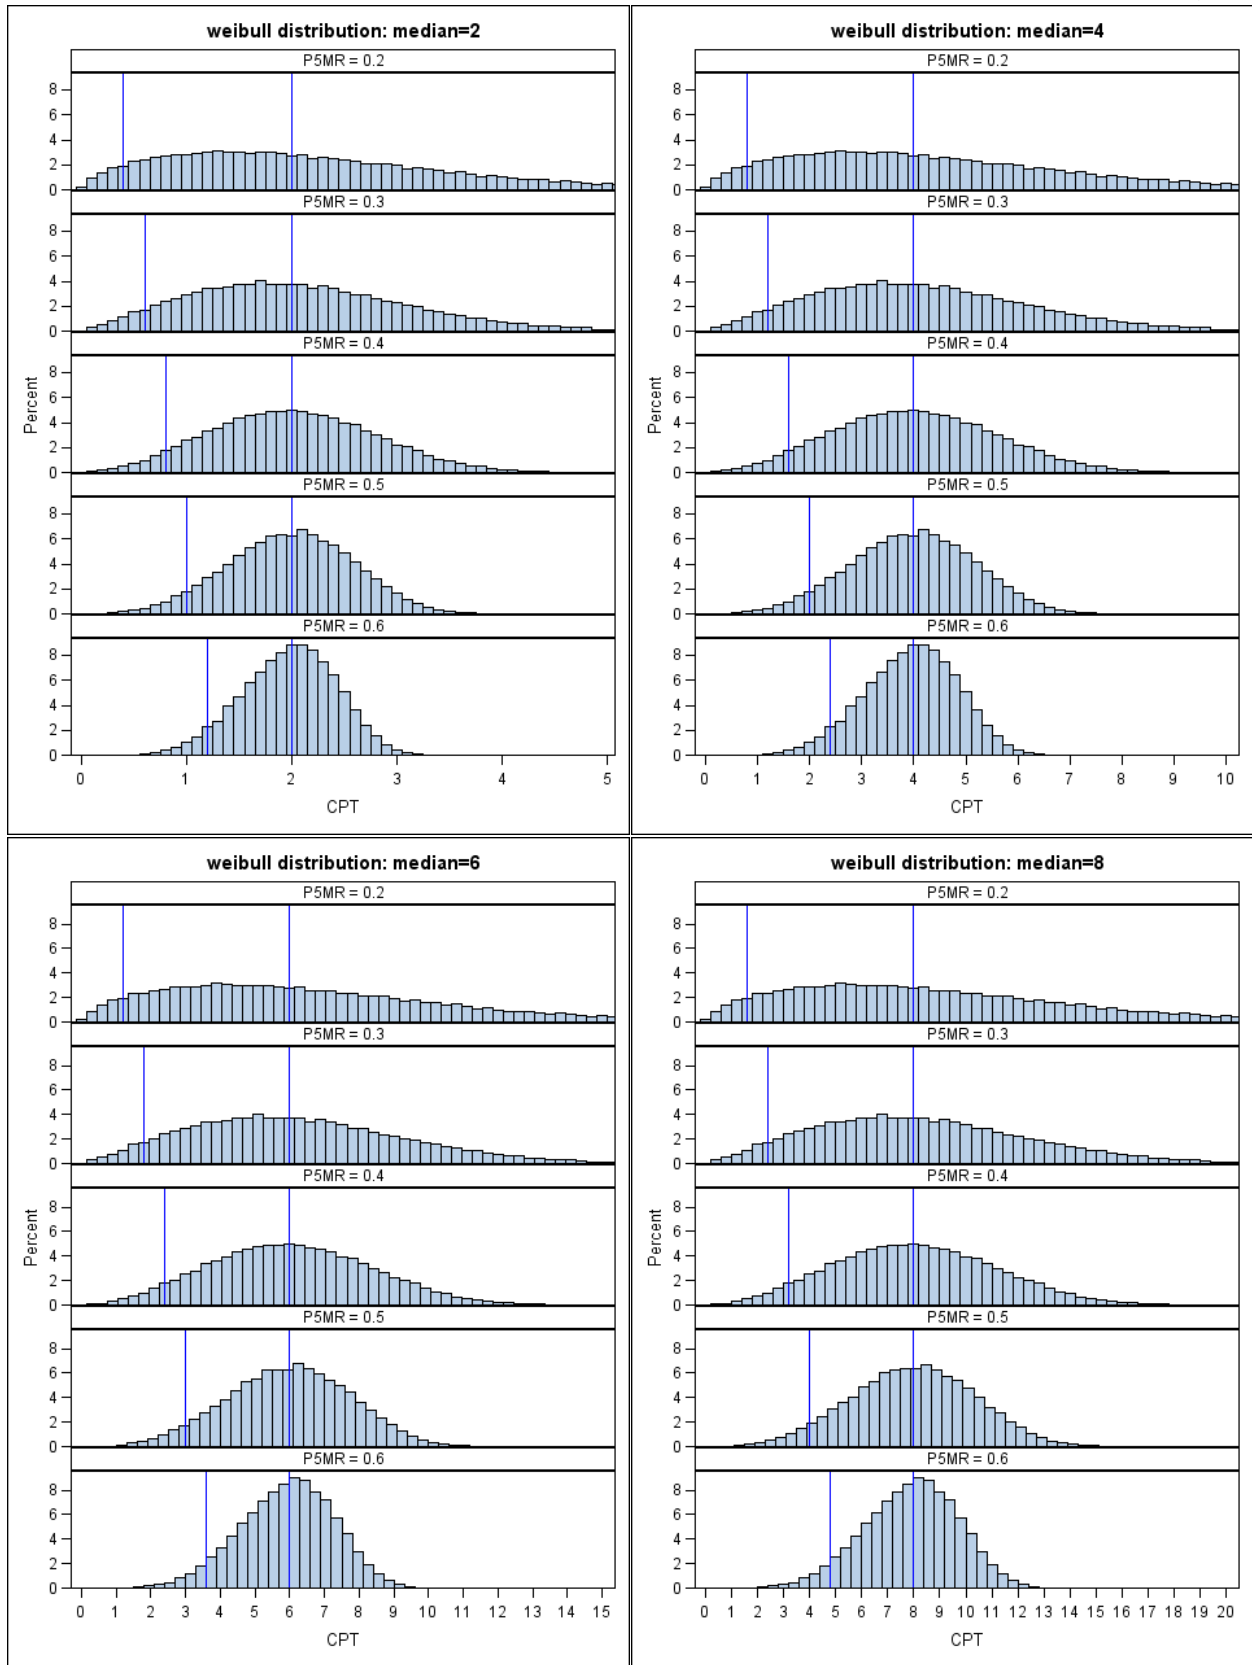 weibull distribution: median=2
P5MR = 0.2
8
6
4
2
0
P5MR = 0.3
8
6
4
2
0
P5MR = 0.4
8
6
4
2
0
Percent
P5MR = 0.5
8
6
4
2
0
P5MR = 0.6
8
6
4
2
0
0 1 2 3 4 5
CPT
weibull distribution: median=4
P5MR = 0.2
8
6
4
2
0
P5MR = 0.3
8
6
4
2
0
P5MR = 0.4
8
6
4
2
0
Percent
P5MR = 0.5
8
6
4
2
0
P5MR = 0.6
8
6
4
2
0
0 1 2 3 4 5 6 7 8 9 10
CPT
weibull distribution: median=6
P5MR = 0.2
8
6
4
2
0
P5MR = 0.3
8
6
4
2
0
P5MR = 0.4
8
6
4
2
0
Percent
P5MR = 0.5
8
6
4
2
0
P5MR = 0.6
8
6
4
2
0
0 1 2 3 4 5 6 7 8 9 10 11 12 13 14 15
CPT
weibull distribution: median=8
P5MR = 0.2
8
6
4
2
0
P5MR = 0.3
8
6
4
2
0
P5MR = 0.4
8
6
4
2
0
Percent
P5MR = 0.5
8
6
4
2
0
P5MR = 0.6
8
6
4
2
0
0 1 2 3 4 5 6 7 8 9 10 11 12 13 14 15 16 17 18 19 20
CPT